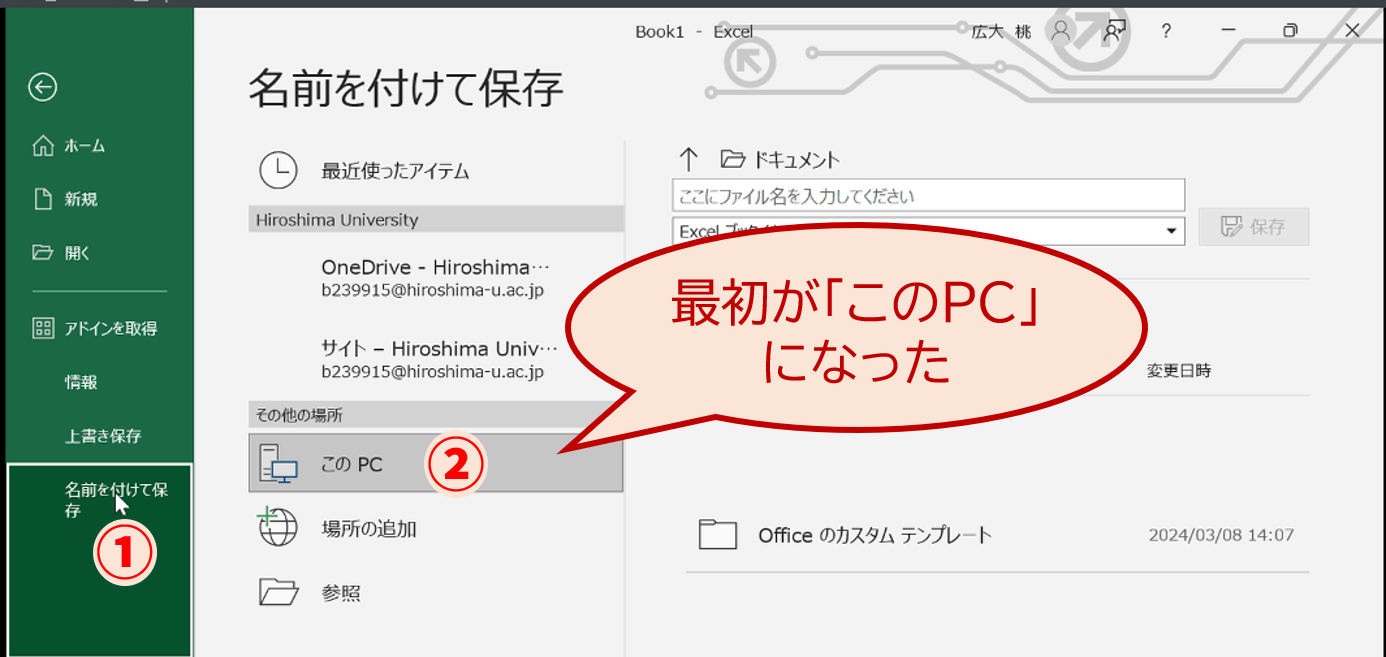 Book1 - Excel
広大 桃
?
名前を付けて保存
ホーム
新規
開く
アドインを取得
情報
上書き保存
名前を付けて保
存
①
最近使ったアイテム
Hiroshima University
OneDrive - Hiroshima…
b239915@hiroshima-u.ac.jp
サイト – Hiroshima Univ…
b239915@hiroshima-u.ac.jp
その他の場所
この PC
②
場所の追加
参照
ドキュメント
ここにファイル名を入力してください
Excel ブック
保存
最初が「このPC」
になった
変更日時
Office のカスタム テンプレート
2024/03/08 14:07